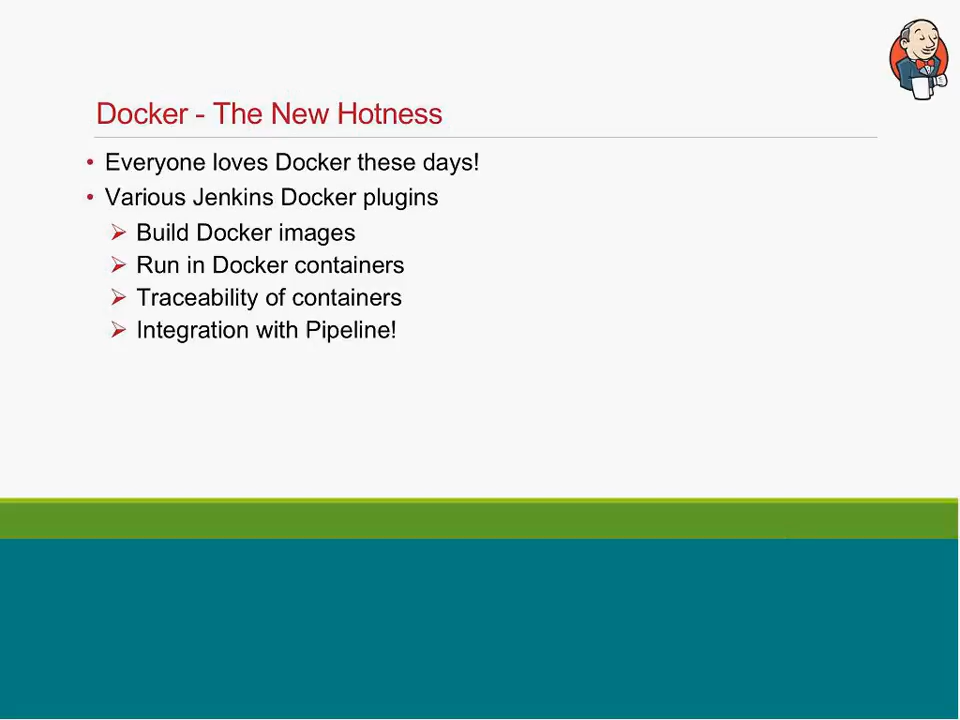 Docker - The New Hotness
• Everyone loves Docker these days!
• Various Jenkins Docker plugins
➢ Build Docker images
➢ Run in Docker containers
➢ Traceability of containers
➢ Integration with Pipeline!